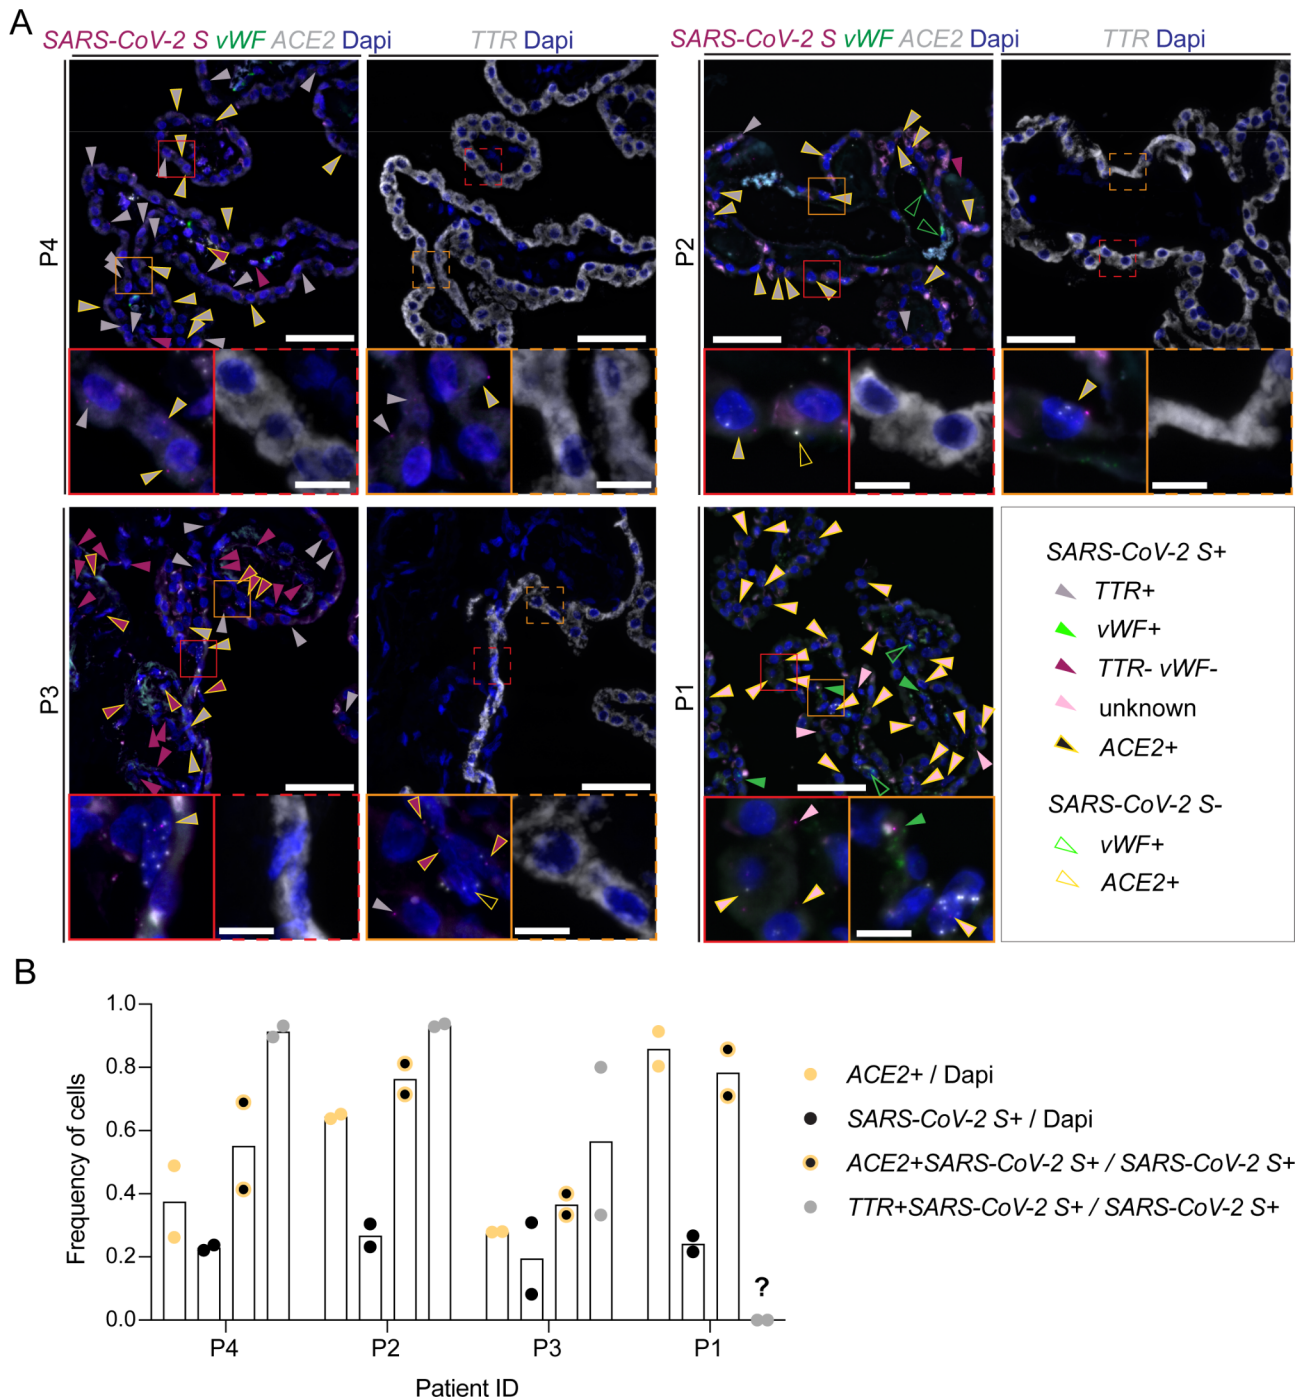 A
SARS-CoV-2 S vWF ACE2 Dapi
TTR Dapi
SARS-CoV-2 S vWF ACE2 Dapi
TTR Dapi
P4
P2
P3
P1
SARS-CoV-2 S+
TTR+
vWF+
TTR- vWF-
unknown
ACE2+
SARS-CoV-2 S-
vWF+
ACE2+
B
Frequency of cells
1.0
0.8
0.6
0.4
0.2
0.0
?
P4
P2
P3
P1
Patient ID
ACE2+ / Dapi
SARS-CoV-2 S+ / Dapi
ACE2+SARS-CoV-2 S+ / SARS-CoV-2 S+
TTR+SARS-CoV-2 S+ / SARS-CoV-2 S+